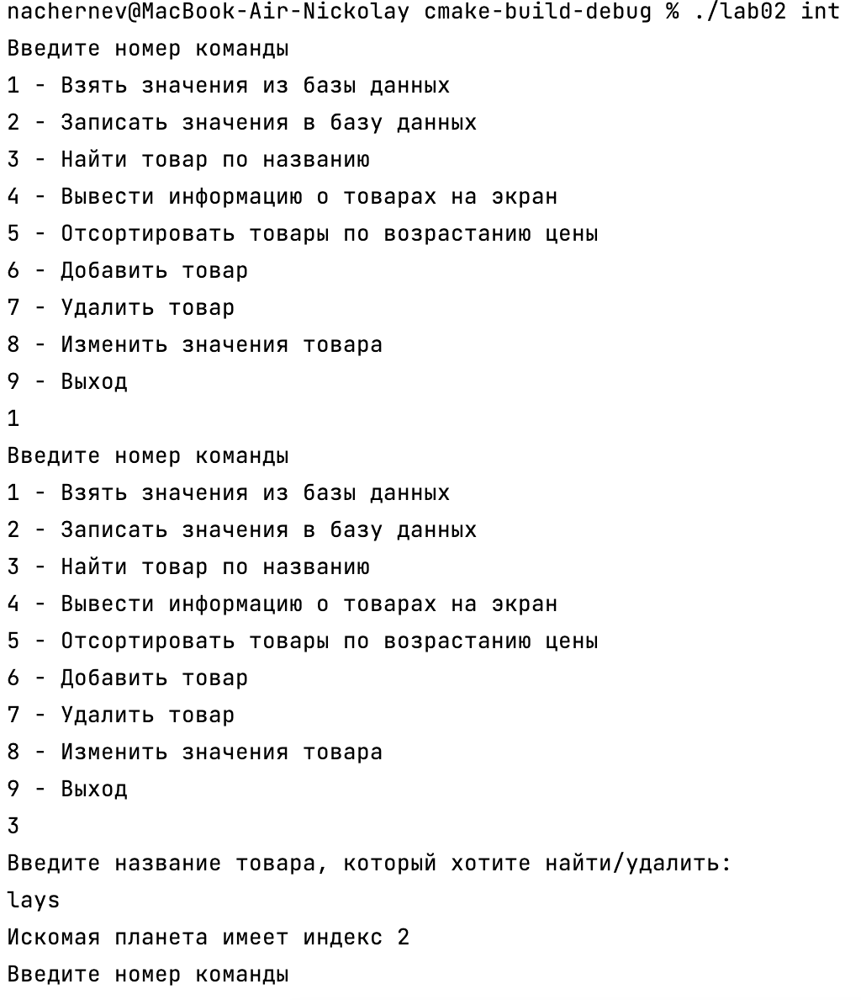 nachernev@MacBook-Air-Nickolay cmake-build-debug % ./lab02 int
Введите номер команды
1 - Взять значения из базы данных
2 - Записать значения в базу данных
3 - Найти товар по названию
4 - Вывести информацию о товарах на экран
5 - Отсортировать товары по возрастанию цены
6 - Добавить товар
7 - Удалить товар
8 - Изменить значения товара
9 - Выход
1
Введите номер команды
1 - Взять значения из базы данных
2 - Записать значения в базу данных
3 - Найти товар по названию
4 - Вывести информацию о товарах на экран
5 - Отсортировать товары по возрастанию цены
6 - Добавить товар
7 - Удалить товар
8 - Изменить значения товара
9 - Выход
3
Введите название товара, который хотите найти/удалить:
lays
Искомая планета имеет индекс 2
Введите номер команды